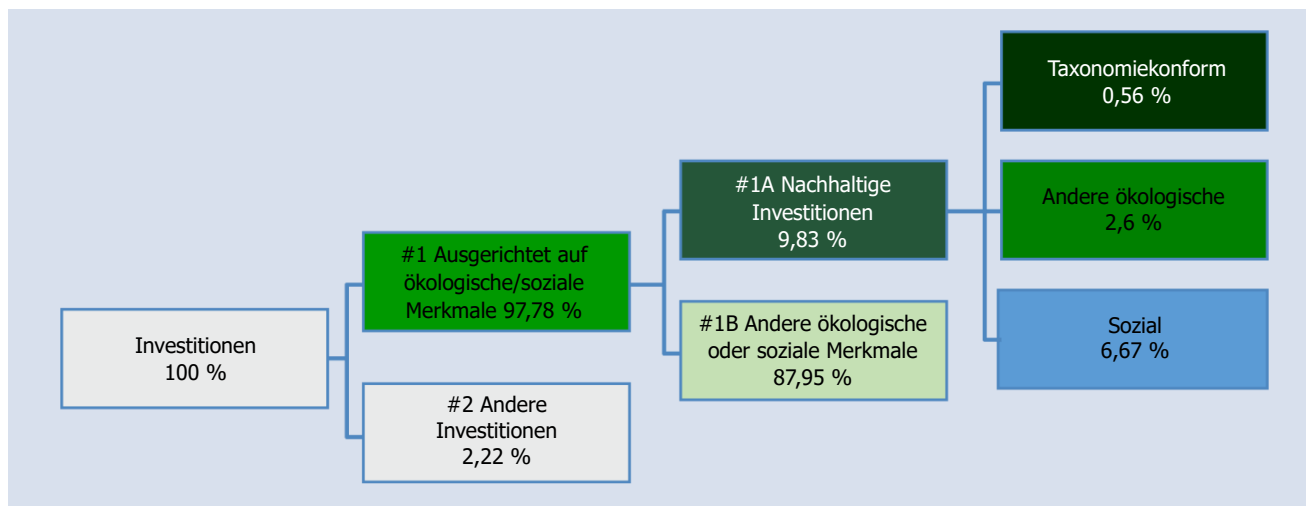 Investitionen
100 %
#1 Ausgerichtet auf
ökologische/soziale
Merkmale 97,78 %
#2 Andere
Investitionen
2,22 %
#1A Nachhaltige
Investitionen
9,83 %
#1B Andere ökologische
oder soziale Merkmale
87,95 %
Taxonomiekonform
0,56 %
Andere ökologische
2,6 %
Sozial
6,67 %